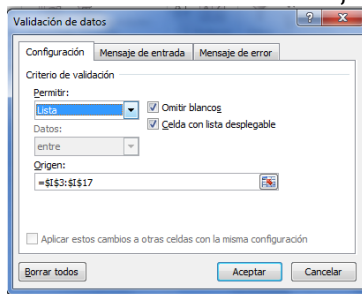 Validación de datos
Configuración Mensaje de entrada Mensaje de error
Criterio de validación
Permitir:
Lista Omitir blancos
Datos: Celda con lista desplegable
entre
Origen:
=$I$3:$I$17
Aplicar estos cambios a otras celdas con la misma configuración
Borrar todos Aceptar Cancelar